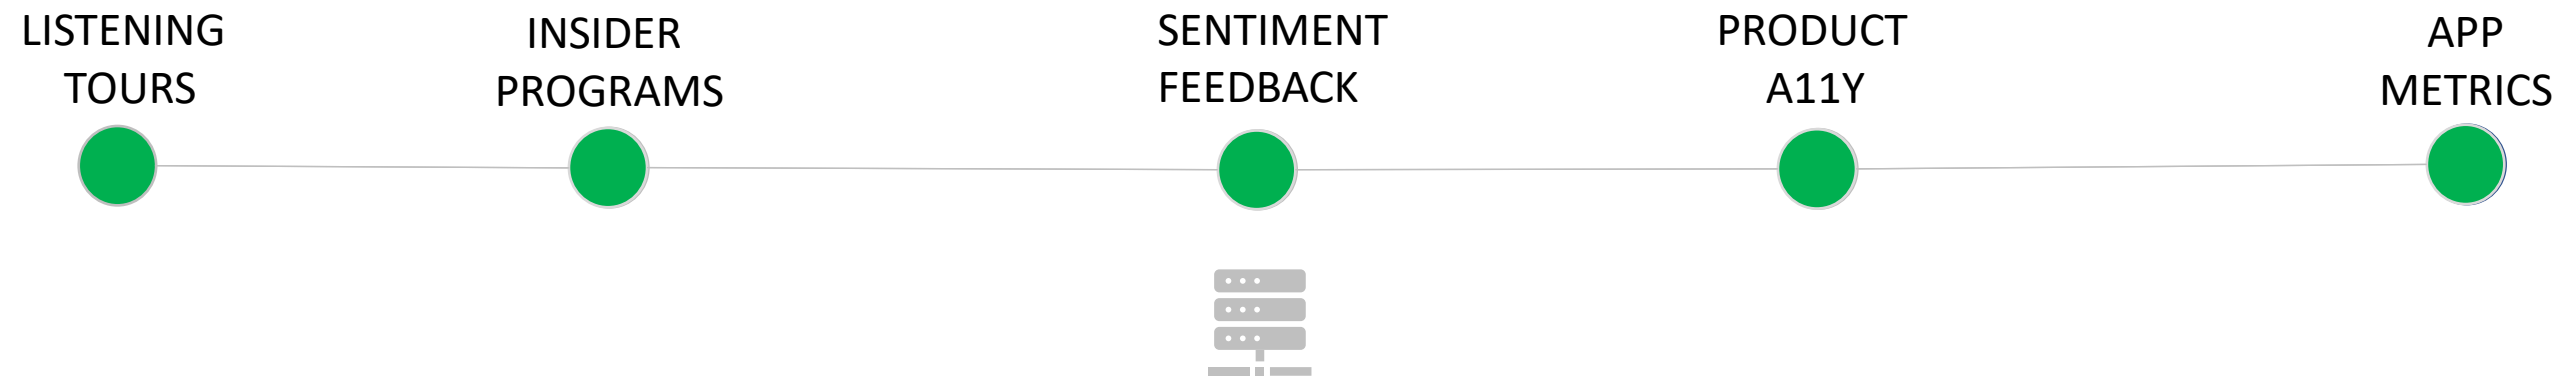 LISTENING
TOURS
INSIDER
PROGRAMS
SENTIMENT
FEEDBACK
PRODUCT
A11Y
APP
METRICS